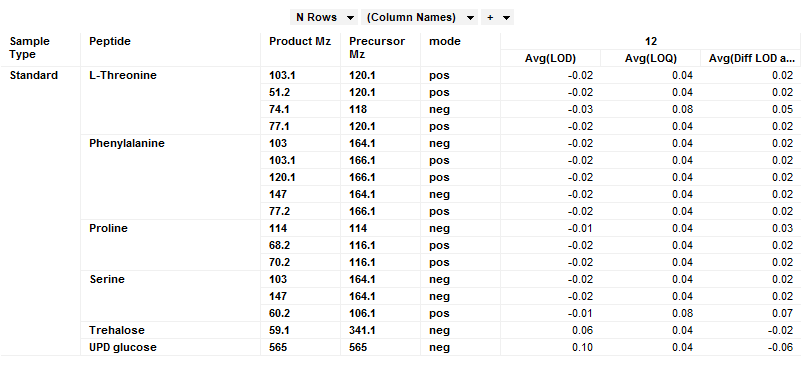 N Rows (Column Names) +
Sample Type Peptide Product Mz Precursor Mz mode 12
Avg(LOD) Avg(LOQ) Avg(Diff LOD a...
Standard L-Threonine 103.1 120.1 pos -0.02 0.04 0.02
51.2 120.1 pos -0.02 0.04 0.02
74.1 118 neg -0.03 0.08 0.05
77.1 120.1 pos -0.02 0.04 0.02
Phenylalanine 103 164.1 neg -0.02 0.04 0.02
103.1 166.1 pos -0.02 0.04 0.02
120.1 166.1 pos -0.02 0.04 0.02
147 164.1 neg -0.02 0.04 0.02
77.2 166.1 pos -0.02 0.04 0.02
Proline 114 114 neg -0.01 0.04 0.03
68.2 116.1 pos -0.02 0.04 0.02
70.2 116.1 pos -0.02 0.04 0.02
Serine 103 164.1 neg -0.02 0.04 0.02
147 164.1 neg -0.02 0.04 0.02
60.2 106.1 pos -0.01 0.08 0.07
Trehalose 59.1 341.1 neg 0.06 0.04 -0.02
UPD glucose 565 565 neg 0.10 0.04 -0.06